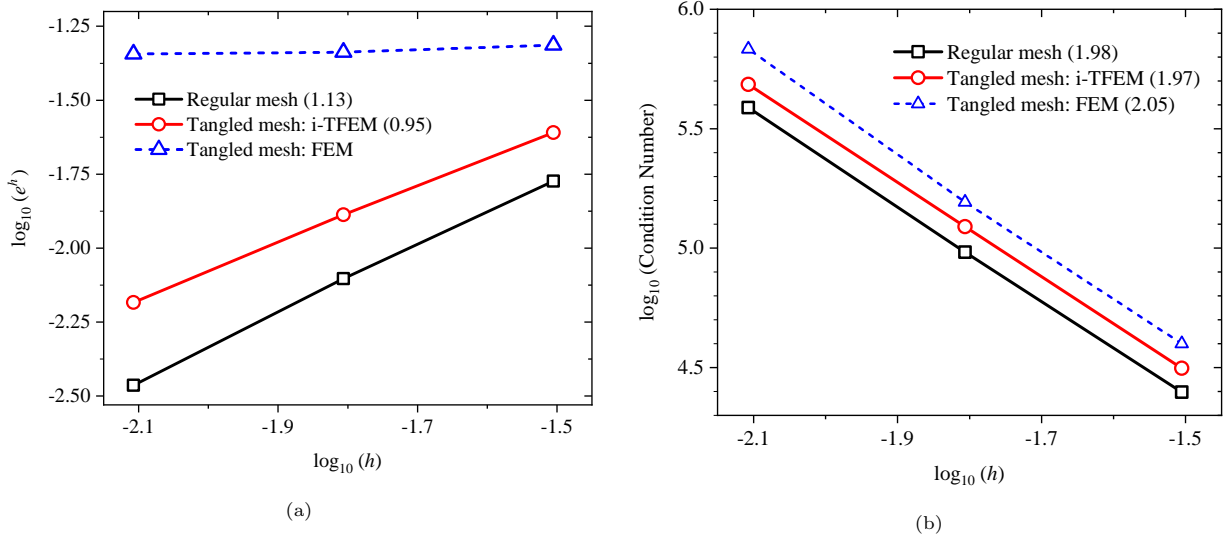 -1.25
-1.50
-1.75
-2.00
-2.25
-2.50
log10 (e^h)
Regular mesh (1.13)
Tangled mesh: i-TFEM (0.95)
Tangled mesh: FEM
-2.1
-1.9
-1.7
-1.5
log10 (h)
(a)
6.0
5.5
5.0
4.5
log10 (Condition Number)
Regular mesh (1.98)
Tangled mesh: i-TFEM (1.97)
Tangled mesh: FEM (2.05)
-2.1
-1.9
-1.7
-1.5
log10 (h)
(b)